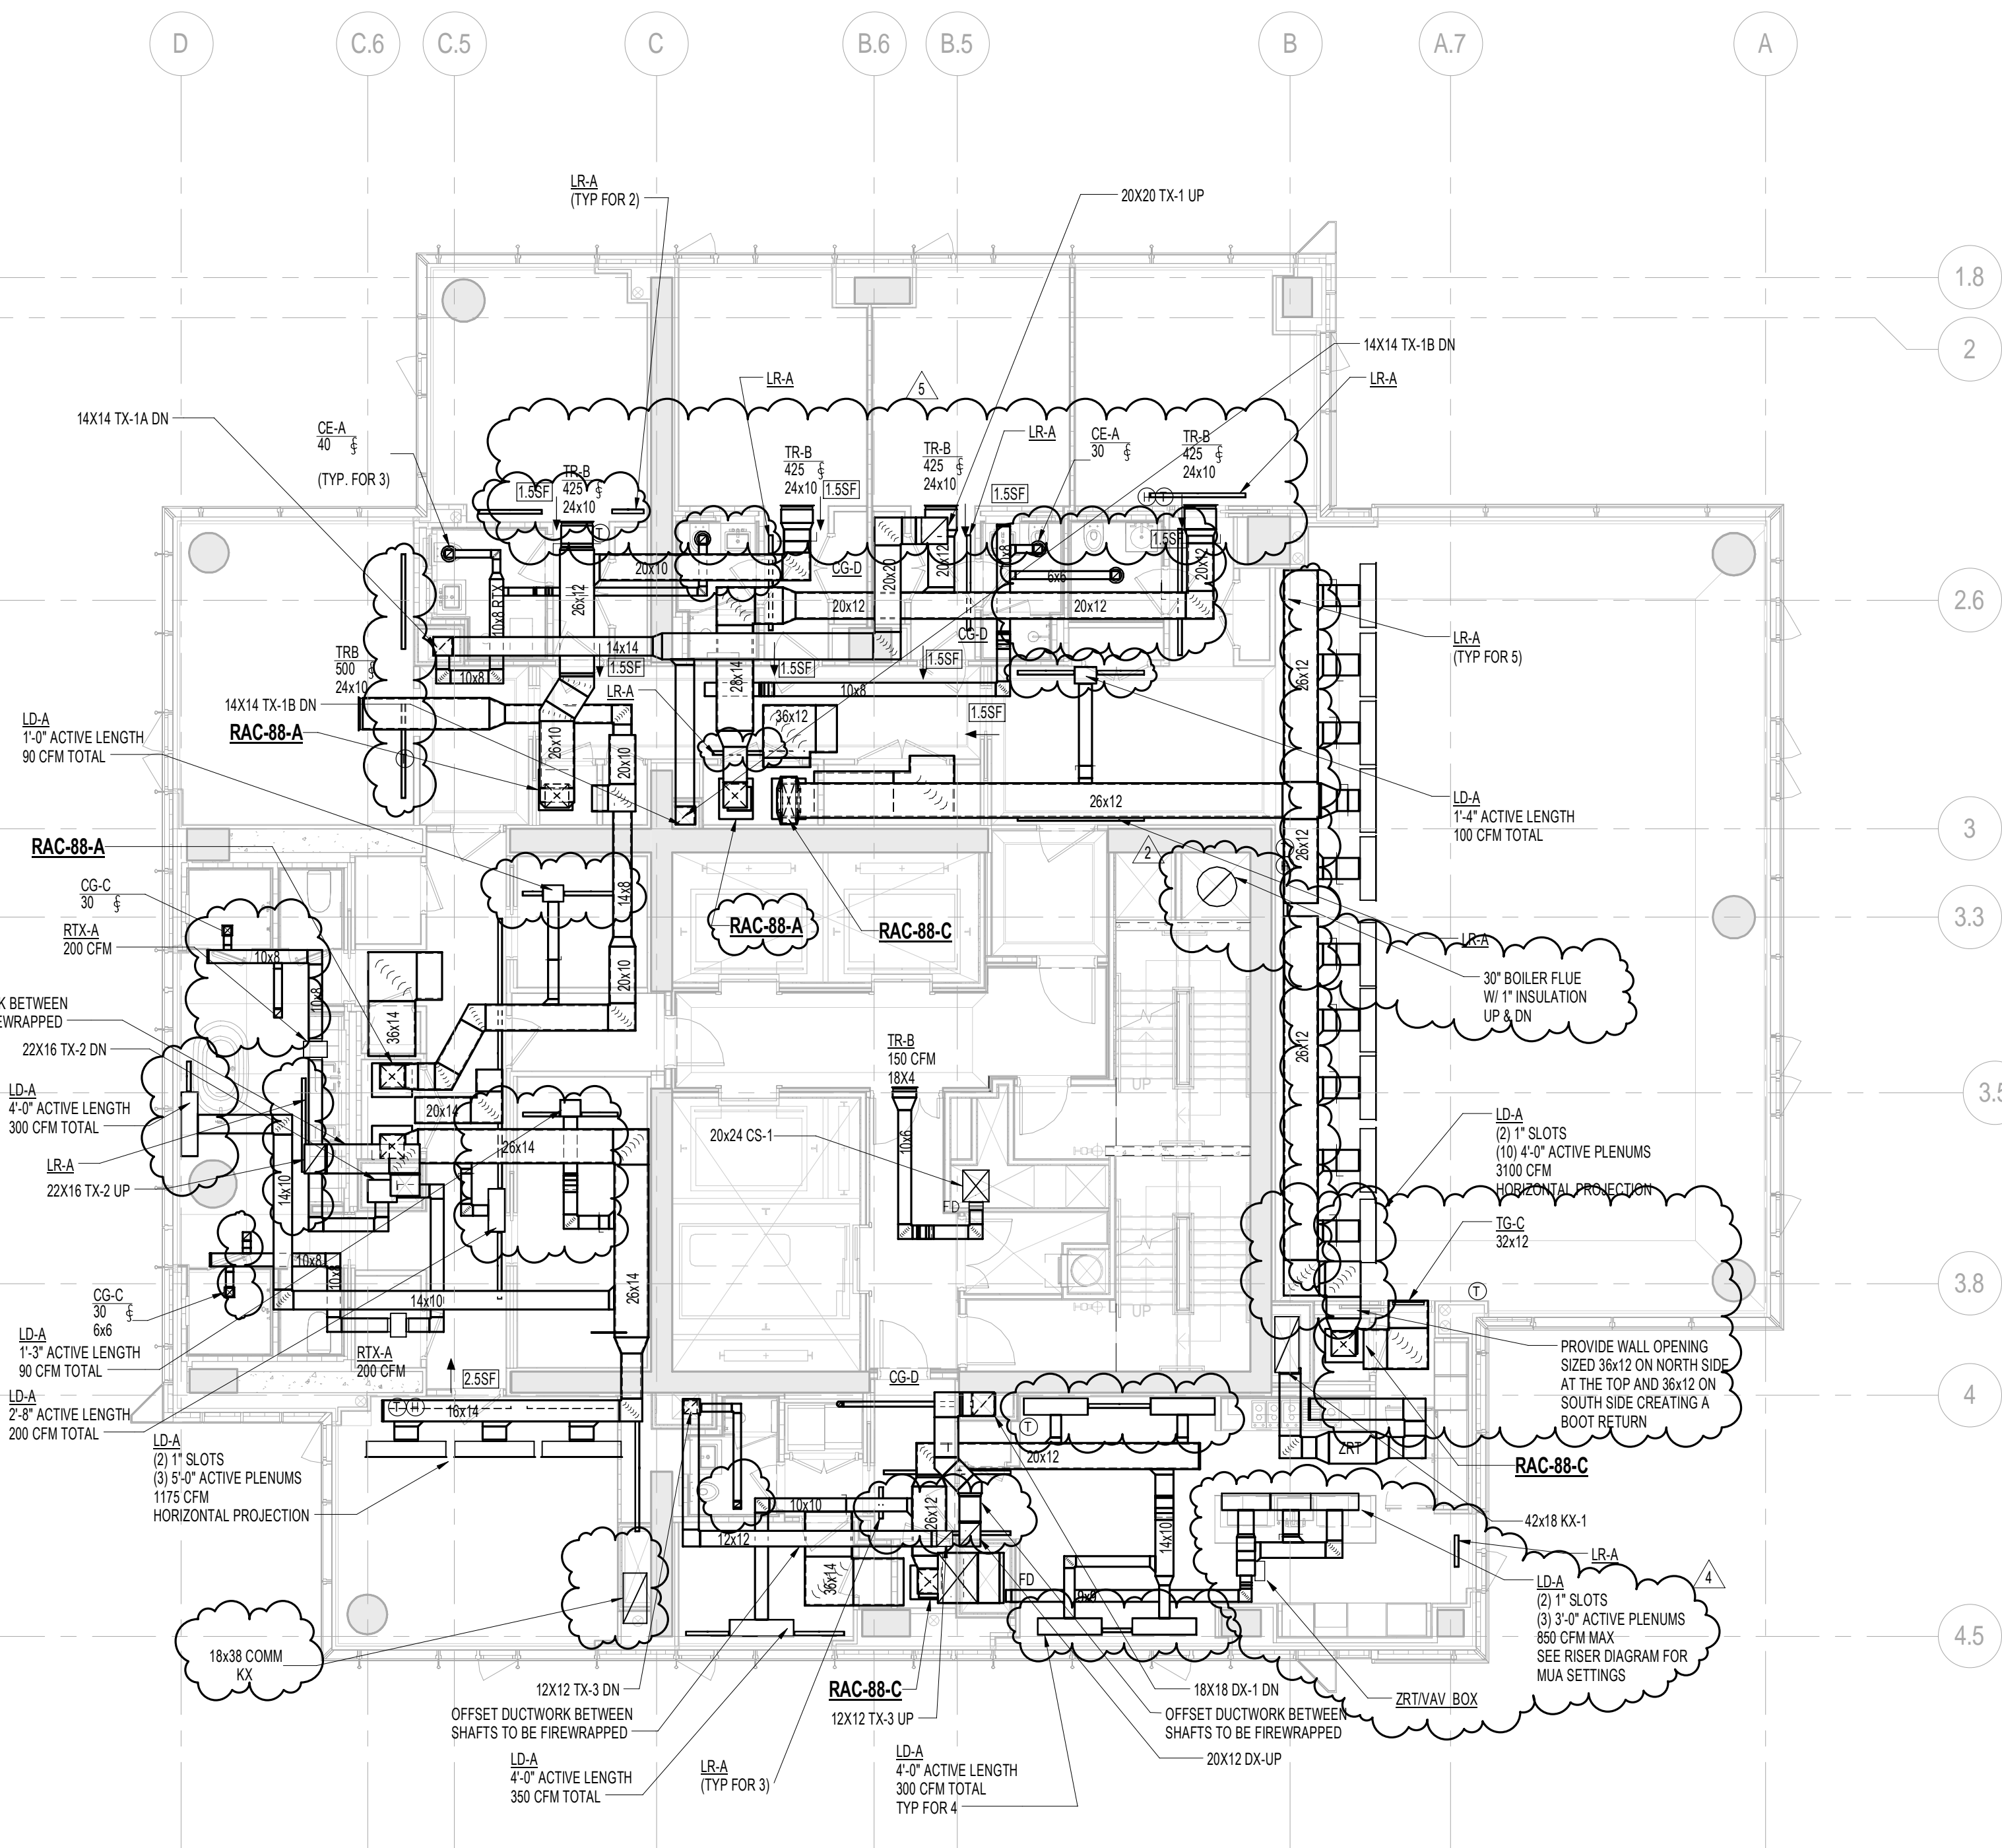 D
C.6
C.5
C
B.6
B.5
B
A.7
A
1.8
2
2.6
3
3.3
3.5
3.8
4
4.5
LR-A
(TYP FOR 2)
20X20 TX-1 UP
14X14 TX-1B DN
LR-A
LR-A
5
14X14 TX-1A DN
CE-A
40
(TYP. FOR 3)
TR-B
425
24x10
1.5SF
TR-B
425
24x10
1.5SF
TR-B
425
24x10
LR-A
1.5SF
CE-A
30
TR-B
425
24x10
1.5SF
H
T
T
20x10
26x12
10x8 RTX
CG-D
20x20
20x12
10x8
6x6
20x12
20x12
20x12
CG-D
14x14
10x8
1.5SF
28x14
1.5SF
1.5SF
10x8
1.5SF
26x12
LR-A
(TYP FOR 5)
TRB
500
24x10
14X14 TX-1B DN
LR-A
36x12
RAC-88-A
26x10
20x10
T
LD-A
1'-0" ACTIVE LENGTH
90 CFM TOTAL
26x12
26x12
LD-A
1'-4" ACTIVE LENGTH
100 CFM TOTAL
RAC-88-A
2
14x8
CG-C
30
RTX-A
200 CFM
RAC-88-A
RAC-88-C
LR-A
30" BOILER FLUE
W/ 1" INSULATION
UP & DN
10x8
10x8
20x10
36x14
26x12
K BETWEEN
EWRAPPED
22X16 TX-2 DN
LD-A
4'-0" ACTIVE LENGTH
300 CFM TOTAL
LR-A
22X16 TX-2 UP
TR-B
150 CFM
18X4
UP
20x14
26x14
20x24 CS-1
10x6
FD
14x10
LD-A
(2) 1" SLOTS
(10) 4'-0" ACTIVE PLENUMS
3100 CFM
HORIZONTAL PROJECTION
TG-C
32x12
T
10x8
10x8
14x10
26x14
UP
CG-C
30
6x6
LD-A
1'-3" ACTIVE LENGTH
90 CFM TOTAL
RTX-A
200 CFM
2.5SF
CG-D
PROVIDE WALL OPENING
SIZED 36x12 ON NORTH SIDE
AT THE TOP AND 36x12 ON
SOUTH SIDE CREATING A
BOOT RETURN
LD-A
2'-8" ACTIVE LENGTH
200 CFM TOTAL
T
H
16x14
T
LD-A
(2) 1" SLOTS
(3) 5'-0" ACTIVE PLENUMS
1175 CFM
HORIZONTAL PROJECTION
20x12
ZRT
RAC-88-C
10x10
26x12
12x12
14x10
42x18 KX-1
LR-A
36x14
FD
9x9
LD-A
(2) 1" SLOTS
(3) 3'-0" ACTIVE PLENUMS
850 CFM MAX
SEE RISER DIAGRAM FOR
MUA SETTINGS
4
18x38 COMM
KX
12X12 TX-3 DN
OFFSET DUCTWORK BETWEEN
SHAFTS TO BE FIREWRAPPED
RAC-88-C
12X12 TX-3 UP
18X18 DX-1 DN
OFFSET DUCTWORK BETWEEN
SHAFTS TO BE FIREWRAPPED
ZRT/VAV BOX
LD-A
4'-0" ACTIVE LENGTH
350 CFM TOTAL
LR-A
(TYP FOR 3)
LD-A
4'-0" ACTIVE LENGTH
300 CFM TOTAL
TYP FOR 4
20X12 DX-UP